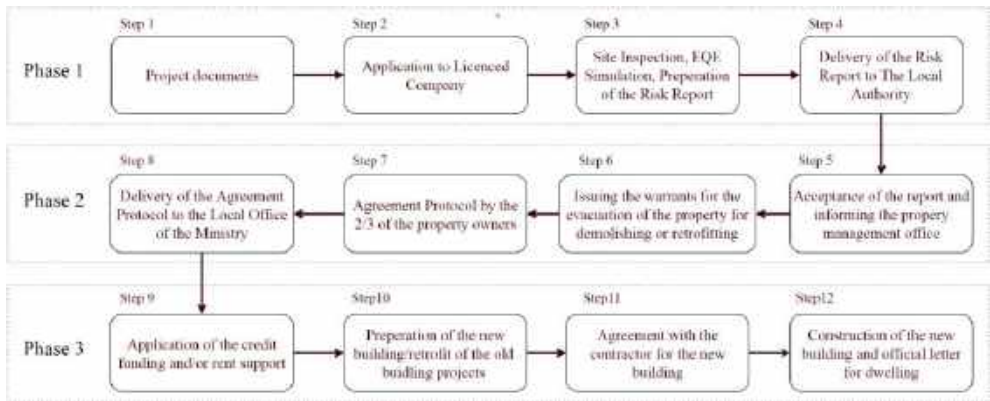 Step 1
Step 2
Step 3
Step 4
Phase 1
Project documents
Application to Licenced
Company
Site Inspection, EQE
Simulation, Preperation
of the Risk Report
Delivery of the Risk
Report to The Local
Authority
Step 8
Step 7
Step 6
Step 5
Phase 2
Delivery of the Agreement
Protocol to the Local Office
of the Ministry
Agreement Protocol by the
2/3 of the property owners
Issuing the warrants for the
evacuation of the property for
demolishing or retrofitting
Acceptance of the report and
informing the propery
management office
Step 9
Step10
Step11
Step12
Phase 3
Application of the credit
funding and/or rent support
Preperation of the new
building/retrofit of the old
buidling projects
Agreement with the
contractor for the new
building
Construction of the new
building and official letter
for dwelling